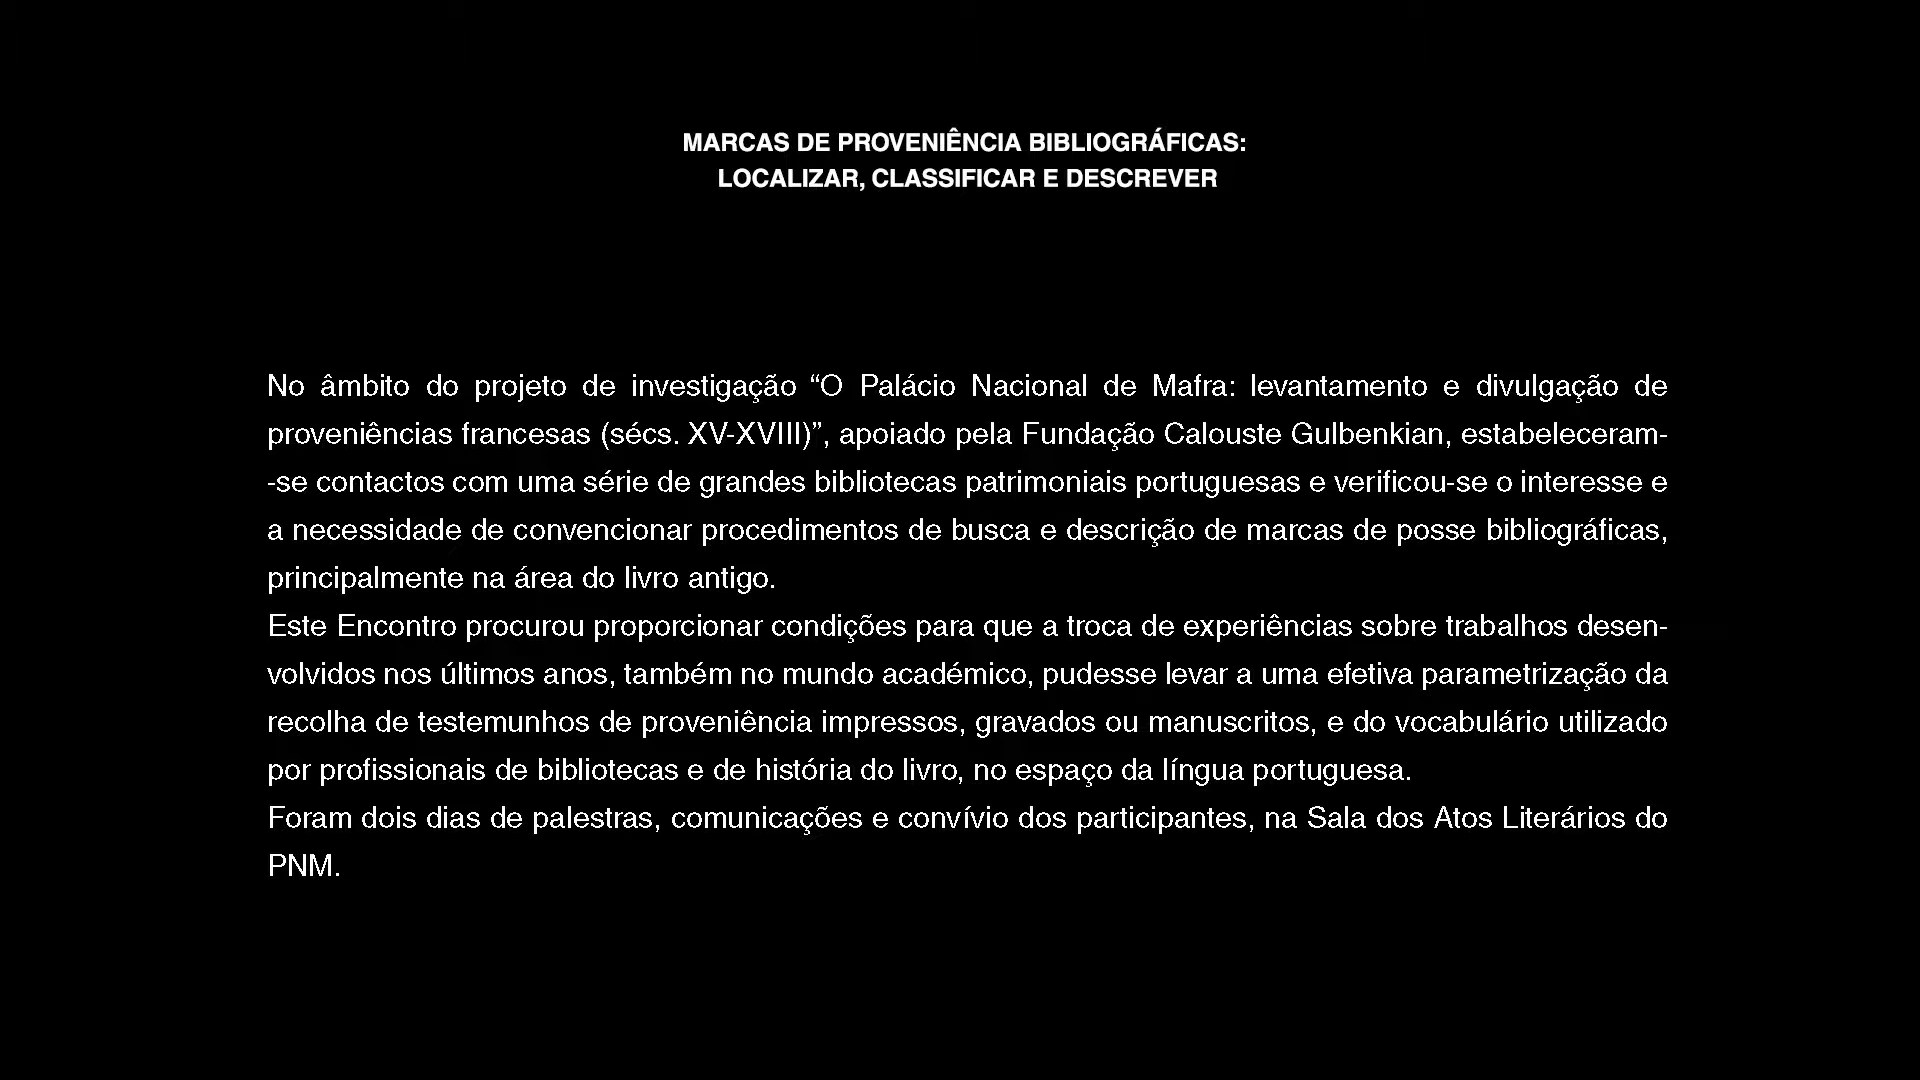 MARCAS DE PROVENIÊNCIA BIBLIOGRÁFICAS:
LOCALIZAR, CLASSIFICAR E DESCREVER
No âmbito do projeto de investigação “O Palácio Nacional de Mafra: levantamento e divulgação de
proveniências francesas (sécs. XV-XVIII)”, apoiado pela Fundação Calouste Gulbenkian, estabeleceram-
-se contactos com uma série de grandes bibliotecas patrimoniais portuguesas e verificou-se o interesse e
a necessidade de convencionar procedimentos de busca e descrição de marcas de posse bibliográficas,
principalmente na área do livro antigo.
Este Encontro procurou proporcionar condições para que a troca de experiências sobre trabalhos desen-
volvidos nos últimos anos, também no mundo académico, pudesse levar a uma efetiva parametrização da
recolha de testemunhos de proveniência impressos, gravados ou manuscritos, e do vocabulário utilizado
por profissionais de bibliotecas e de história do livro, no espaço da língua portuguesa.
Foram dois dias de palestras, comunicações e convívio dos participantes, na Sala dos Atos Literários do
PNM.